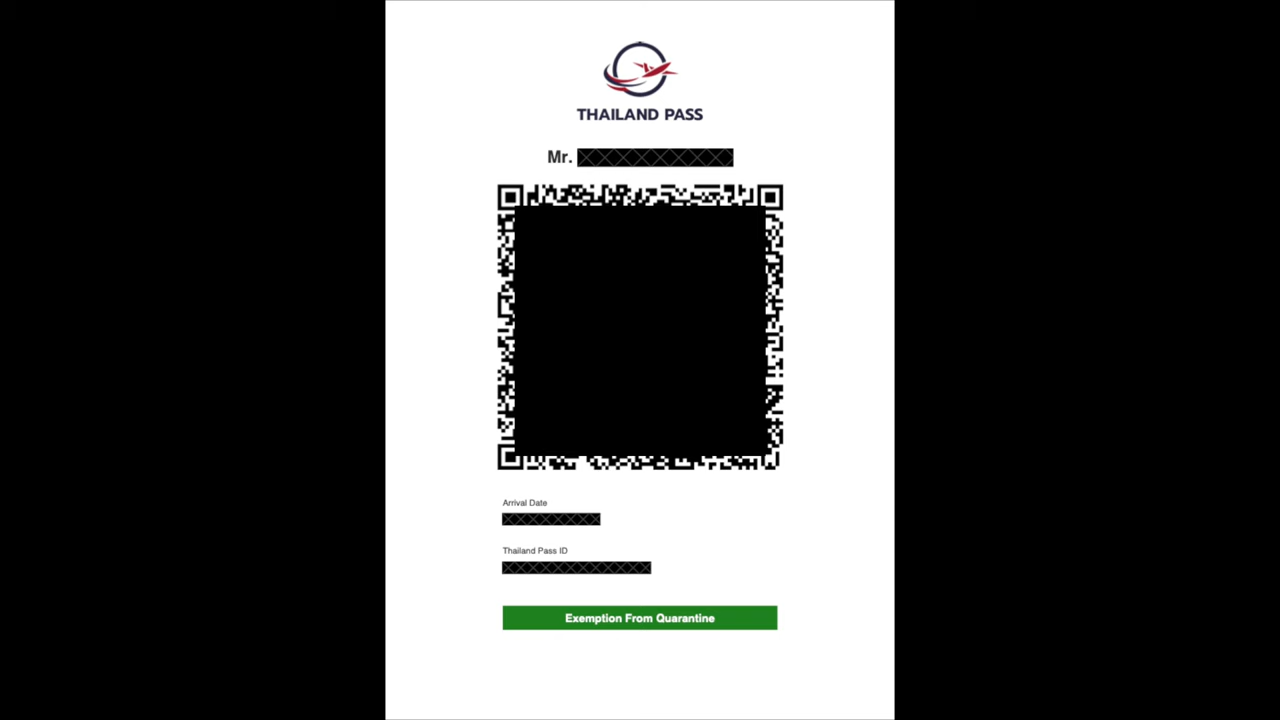 THAILAND PASS
Mr.
Arrival Date
Thailand Pass ID
Exemption From Quarantine